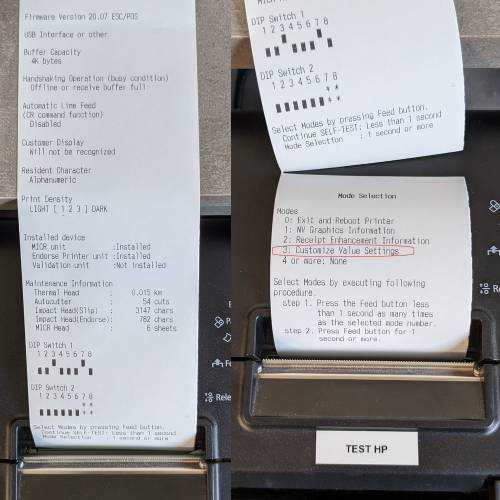 Firmware Version 20.07 ESC/POS
USB Interface or other
Buffer Capacity
4K bytes
Handshaking Operation (busy condition)
Offline or receive buffer full
Automatic Line Feed
(CR command function)
Disabled
Customer Display
Will not be recognized
Resident Character
Alphanumeric
Print Density
LIGHT [ 1 2 3 ] DARK
Installed device
MICR unit :Installed
Endorse Printer unit :Installed
Validation unit :Not Installed
Maintenance Information
Thermal Head : 0.015 km
Autocutter : 54 cuts
Impact Head(Slip) : 3147 chars
Impact Head(Endorse): 782 chars
MICR Head : 6 sheets
DIP Switch 1
1 2 3 4 5 6 7 8
DIP Switch 2
1 2 3 4 5 6 7 8
* *
Select Modes by pressing Feed button.
Continue SELF-TEST: Less than 1 second
Mode Selection : 1 second or more
Rele
DIP Switch 1
1 2 3 4 5 6 7 8
DIP Switch 2
1 2 3 4 5 6 7 8
* *
Select Modes by pressing Feed button.
Continue SELF-TEST: Less than 1 second
Mode Selection : 1 second or more
Mode Selection
Modes
0: Exit and Reboot Printer
1: NV Graphics Information
2: Receipt Enhancement Information
3: Customize Value Settings
4 or more: None
Select Modes by executing following
procedure.
step 1. Press the Feed button less
than 1 second as many times
as the selected mode number.
step 2. Press Feed button for 1
second or more.
Re
TEST HP